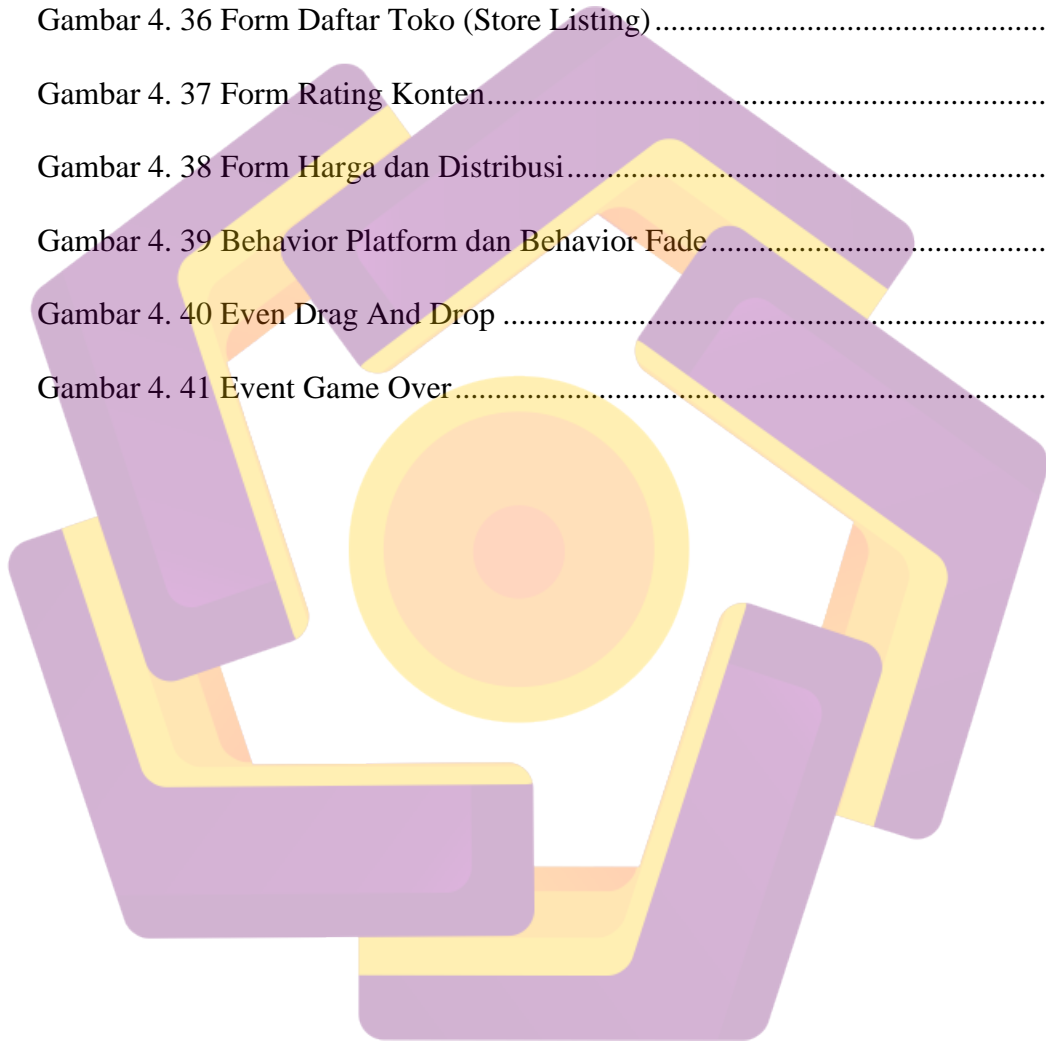 Gambar 4. 36 Form Daftar Toko (Store Listing)................................................
Gambar 4. 37 Form Rating Konten.....................................................................
Gambar 4. 38 Form Harga dan Distribusi...........................................................
Gambar 4. 39 Behavior Platform dan Behavior Fade.........................................
Gambar 4. 40 Even Drag And Drop ...................................................................
Gambar 4. 41 Event Game Over.........................................................................